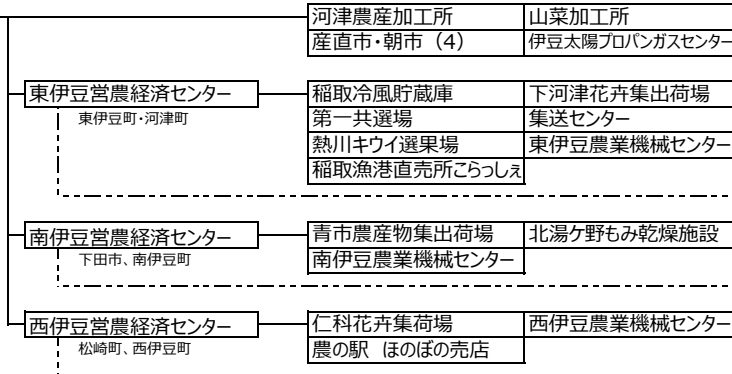 河津農産加工所 山菜加工所
産直市・朝市（4） 伊豆太陽プロパンガスセンター
東伊豆営農経済センター 稲取冷風貯蔵庫 下河津花卉集出荷場
東伊豆町・河津町 第一共選場 集送センター
熱川キウイ選果場 東伊豆農業機械センター
稲取漁港直売所こらっしぇ
南伊豆営農経済センター 青市農産物集出荷場 北湯ケ野もみ乾燥施設
下田市、南伊豆町 南伊豆農業機械センター
西伊豆営農経済センター 仁科花卉集荷場 西伊豆農業機械センター
松崎町、西伊豆町 農の駅 ほのぼの売店